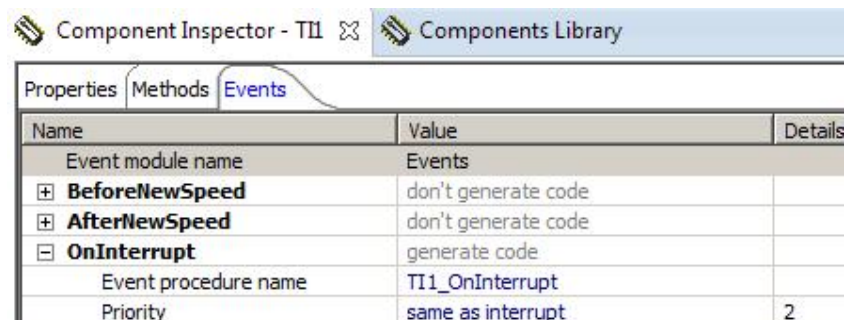 Component Inspector - TI1 Components Library
Properties Methods Events
Name Value Details
Event module name Events
BeforeNewSpeed don't generate code
AfterNewSpeed don't generate code
OnInterrupt generate code
Event procedure name TI1_OnInterrupt
Priority same as interrupt 2